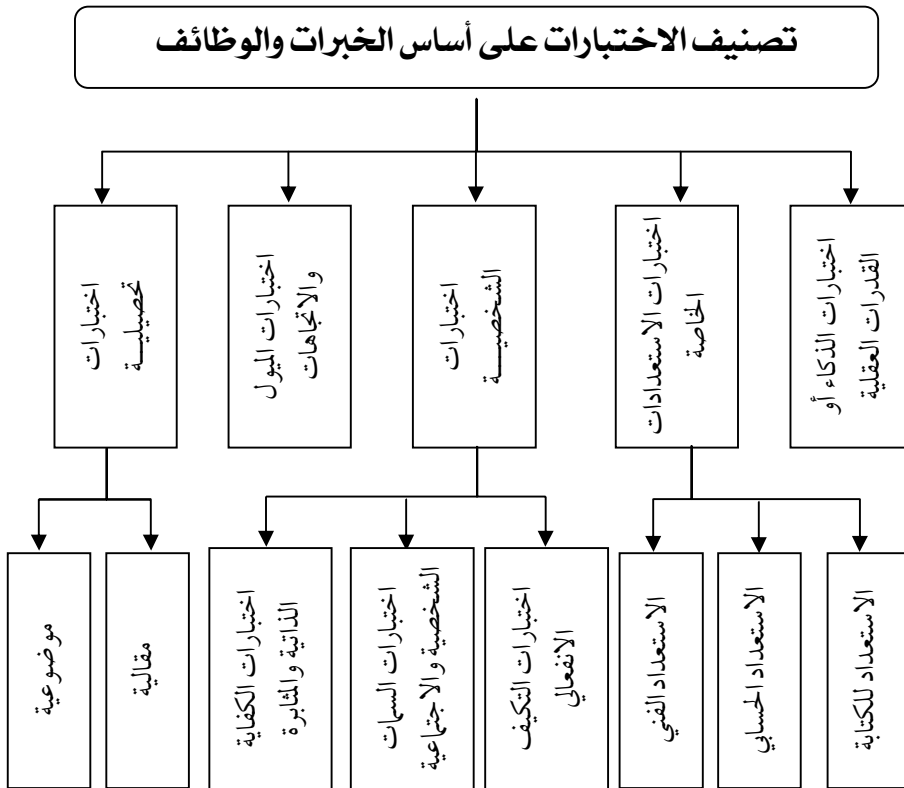 تصنيف الاختبارات على أساس الخبرات والوظائف
اختبارات الذكاء أو
القدرات العقلية
اختبارات الاستعدادات
الخاصة
اختبارات
الشخصيـــة
اختبارات الميول
والاتجاهات
اختبارات
تحصيليــة
الاستعداد للكتابة
الاستعداد الحسابي
الاستعداد الفني
اختبارات التكيف
الانفعالي
اختبارات السمات
الشخصية والاجتماعية
اختبارات الكفاية
الذاتية والمثابرة
مقالية
موضوعية